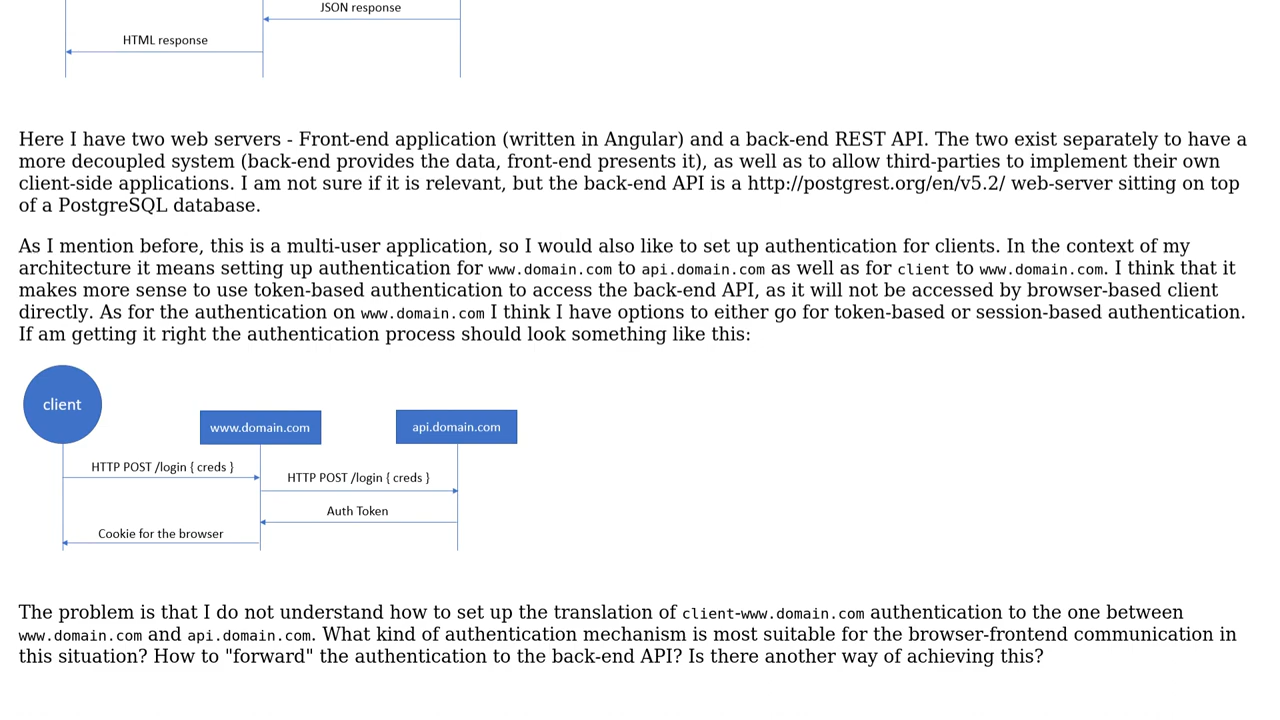 JSON response
HTML response
Here I have two web servers - Front-end application (written in Angular) and a back-end REST API. The two exist separately to have a
more decoupled system (back-end provides the data, front-end presents it), as well as to allow third-parties to implement their own
client-side applications. I am not sure if it is relevant, but the back-end API is a http://postgrest.org/en/v5.2/ web-server sitting on top
of a PostgreSQL database.
As I mention before, this is a multi-user application, so I would also like to set up authentication for clients. In the context of my
architecture it means setting up authentication for www.domain.com to api.domain.com as well as for client to www.domain.com. I think that it
makes more sense to use token-based authentication to access the back-end API, as it will not be accessed by browser-based client
directly. As for the authentication on www.domain.com I think I have options to either go for token-based or session-based authentication.
If am getting it right the authentication process should look something like this:
client
www.domain.com
api.domain.com
HTTP POST /login { creds }
HTTP POST /login { creds }
Auth Token
Cookie for the browser
The problem is that I do not understand how to set up the translation of client-www.domain.com authentication to the one between
www.domain.com and api.domain.com. What kind of authentication mechanism is most suitable for the browser-frontend communication in
this situation? How to "forward" the authentication to the back-end API? Is there another way of achieving this?